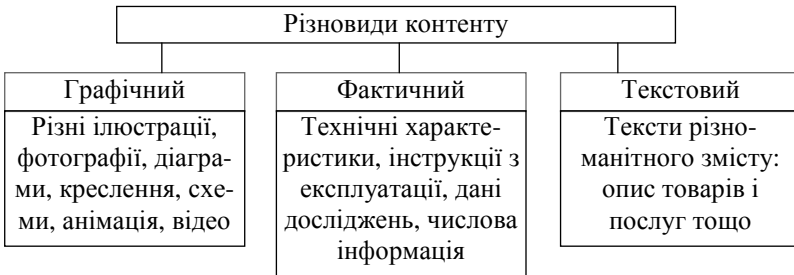 Різновиди контенту
Графічний
Різні ілюстрації,
фотографії, діагра-
ми, креслення, схе-
ми, анімація, відео
Фактичний
Технічні характе-
ристики, інструкції з
експлуатації, дані
досліджень, числова
інформація
Текстовий
Тексти різно-
манітного змісту:
опис товарів і
послуг тощо